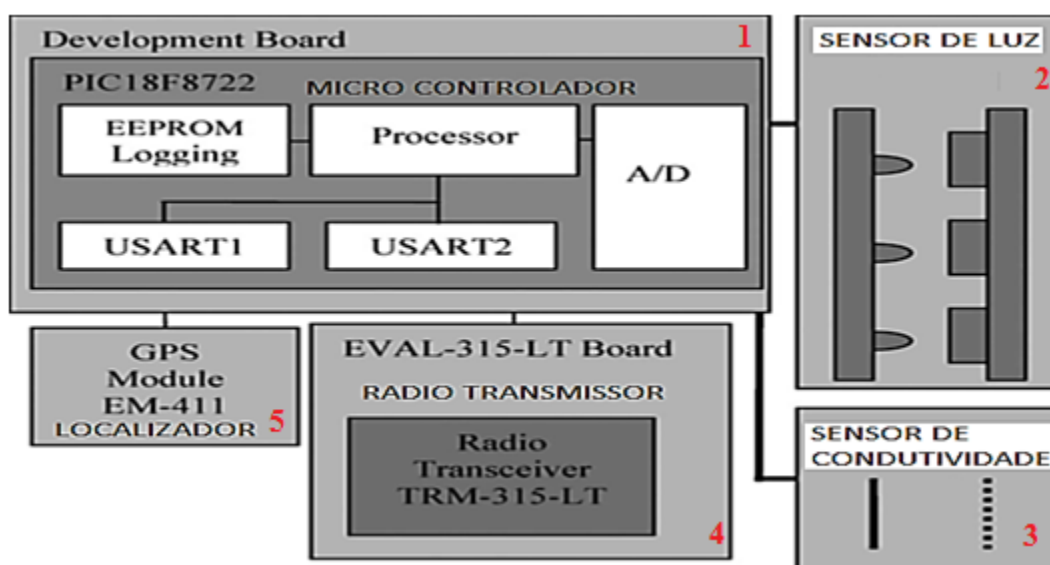 Development Board 1
PIC18F8722 MICRO CONTROLADOR
EEPROM
Logging
Processor
A/D
USART1
USART2
SENSOR DE LUZ
2
GPS
Module
EM-411
LOCALIZADOR 5
EVAL-315-LT Board
RADIO TRANSMISSOR
Radio
Transceiver
TRM-315-LT
4
SENSOR DE
CONDUTIVIDADE
3